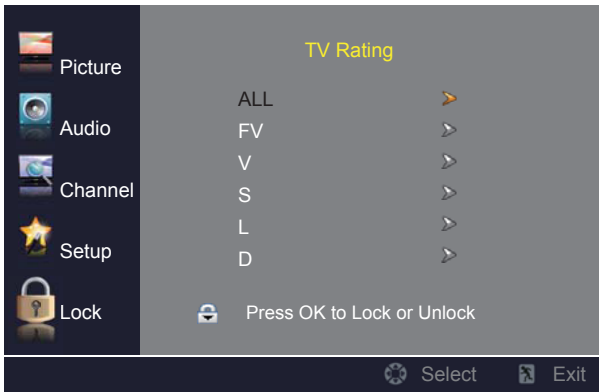 Picture
Audio
Channel
Setup
Lock
TV Rating
ALL
FV
V
S
L
D
Press OK to Lock or Unlock
Select Exit